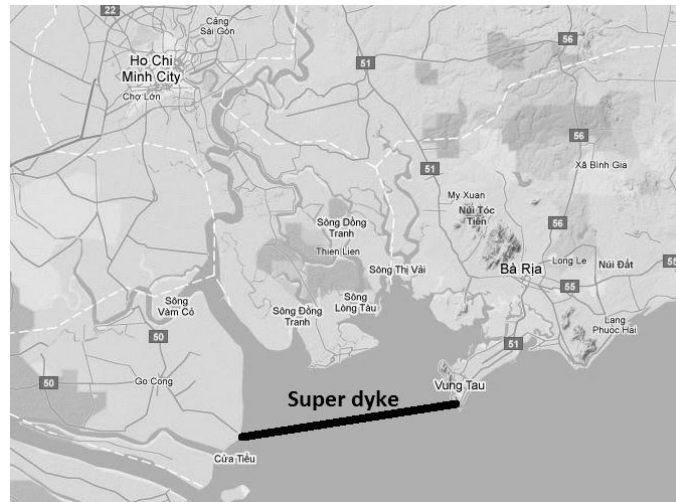 22
Cảng
Sài Gòn
Ho Chi
Minh City
Chợ Lớn
51
56
56
Xã Bình Gia
51
My Xuan
Núi Tóc
Tiên
56
Sông Đồng
Tranh
Thien Lien
Sông Thị Vải
Bà Rịa
Long Le
Núi Đất
55
55
Sông
Vàm Cỏ
Sông Đồng
Tranh
Sông
Lòng Tàu
50
51
Lang
Phuoc Hai
50
Go Cong
Vung Tau
Super dyke
Cửa Tiểu